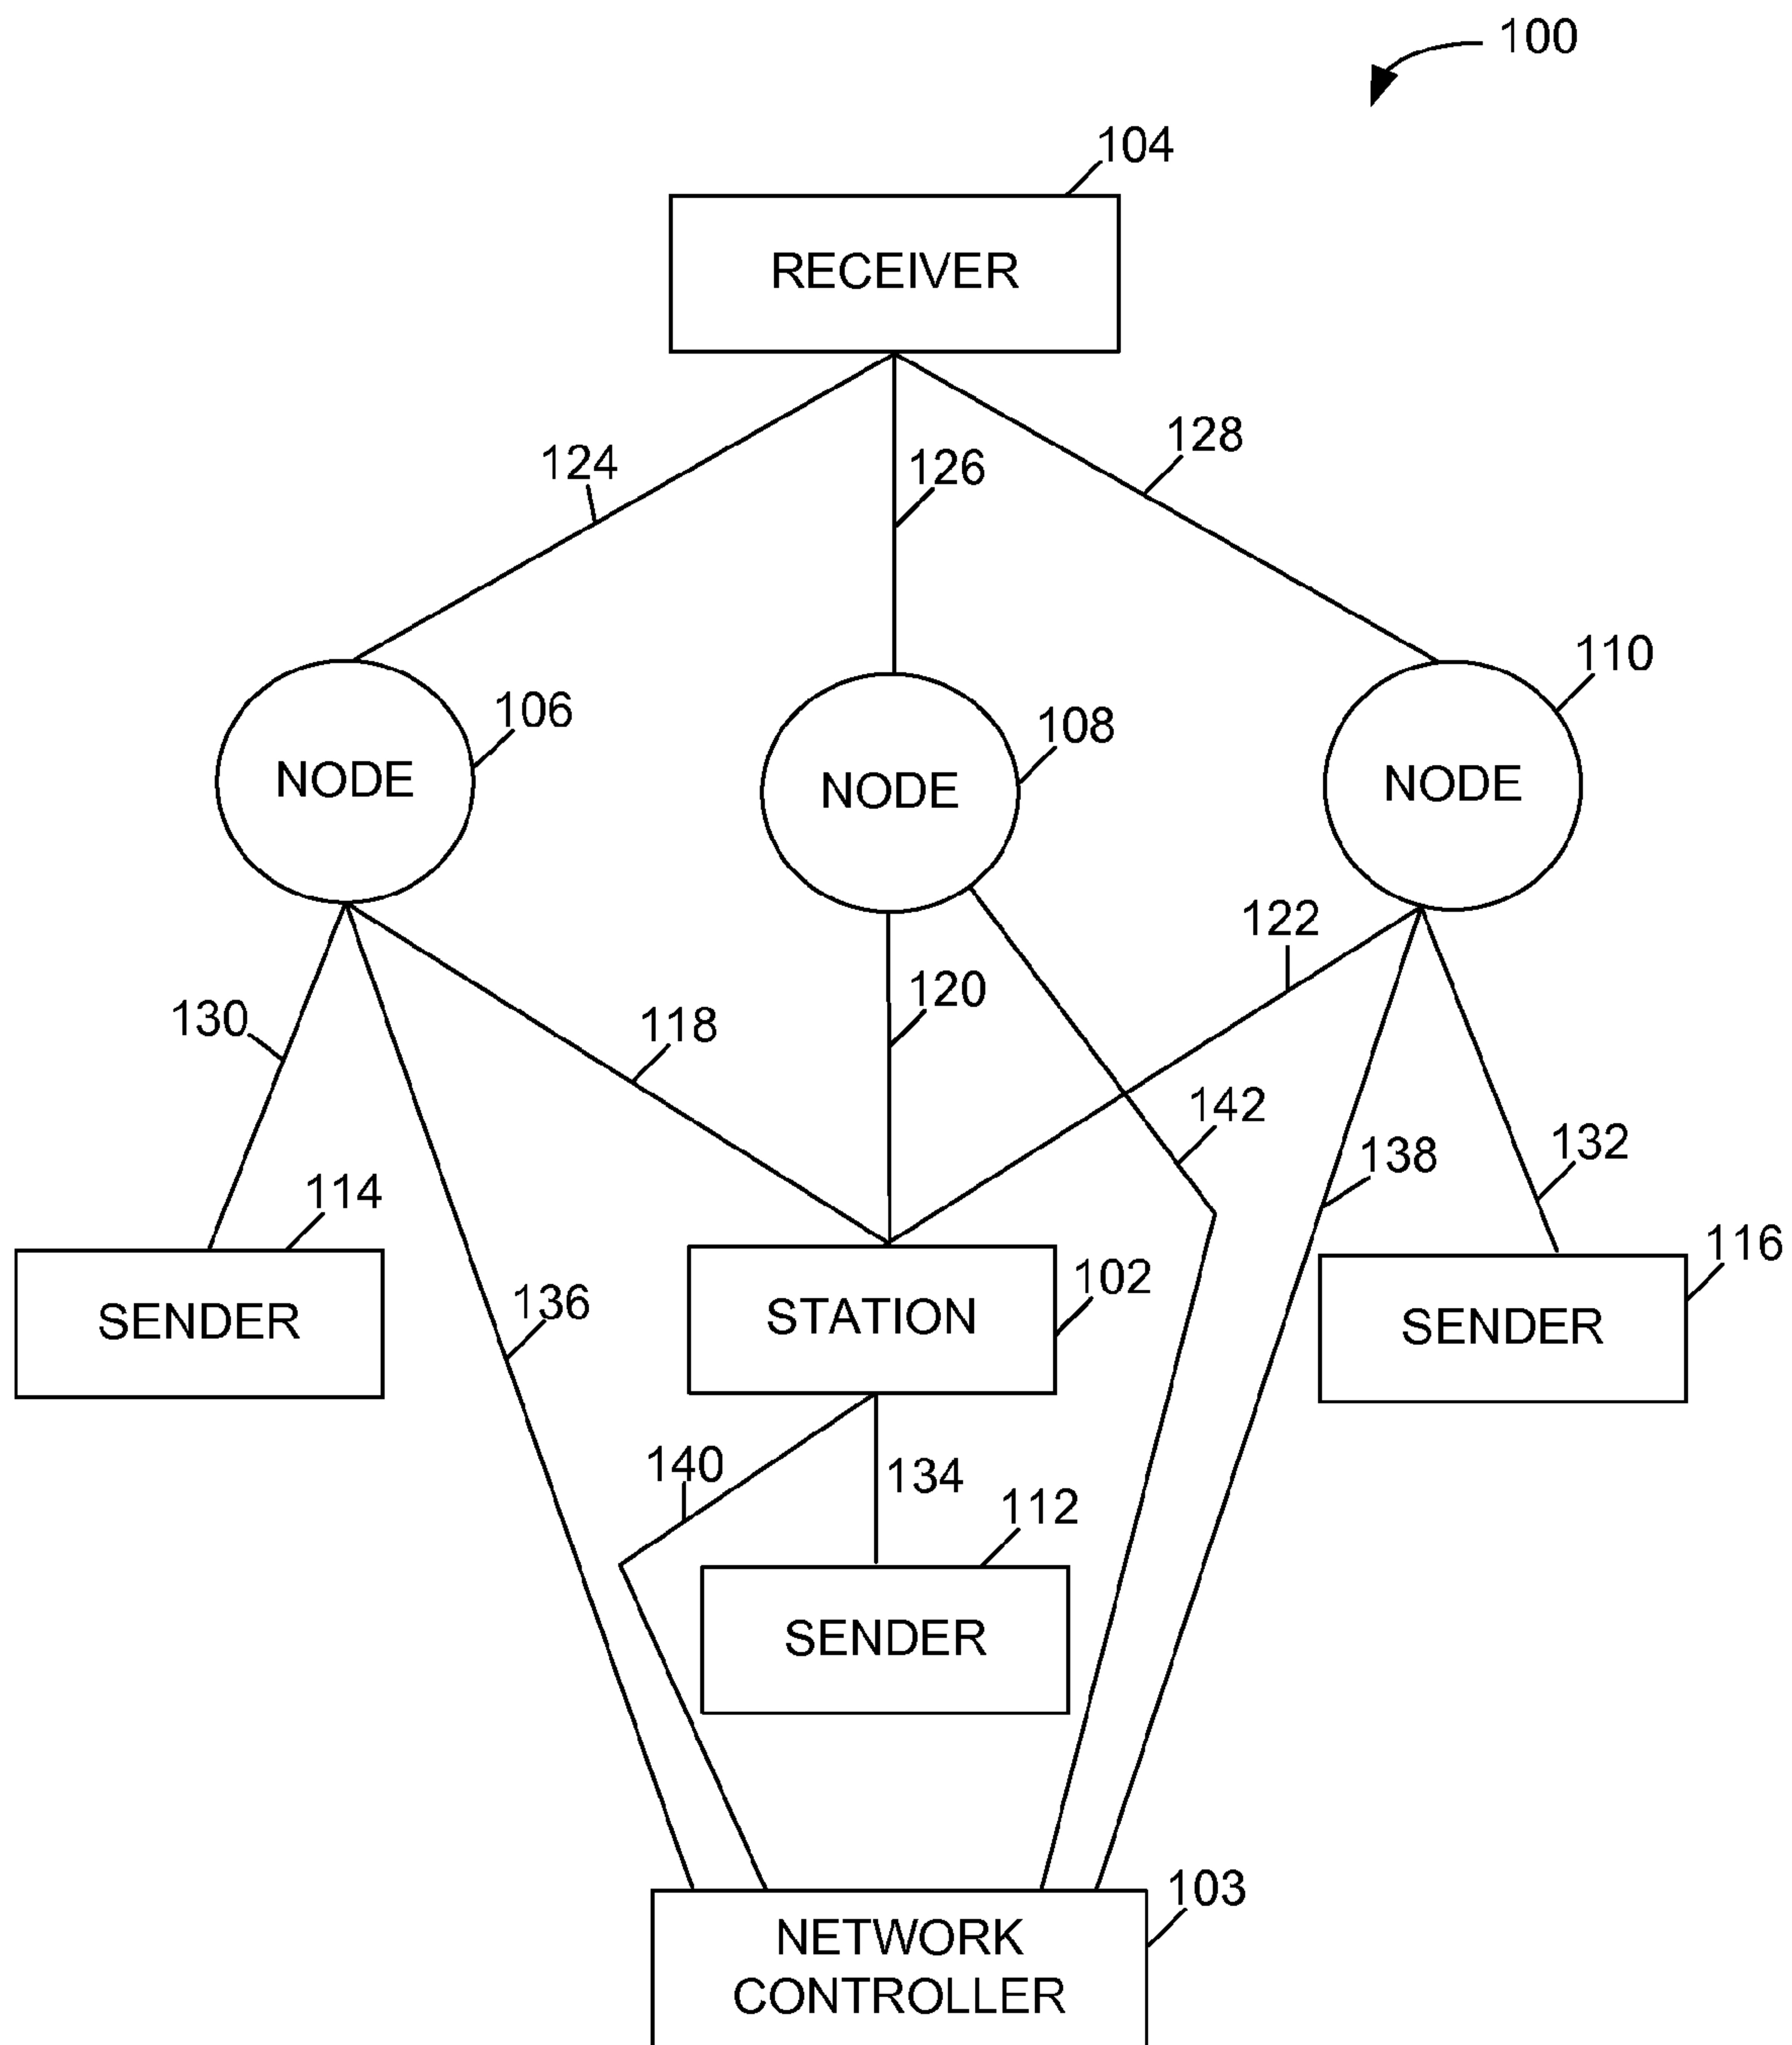 100
104
RECEIVER
124
126
128
106
108
110
NODE
NODE
NODE
130
118
120
122
142
138
132
114
136
102
116
SENDER
STATION
SENDER
140
134
112
SENDER
103
NETWORK
CONTROLLER